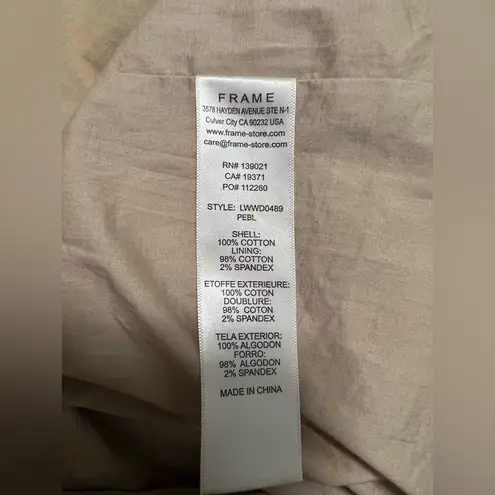 FRAME
3578 HAYDEN AVENUE STE N-1
Culver City CA 90232 USA
www.frame-store.com
care@frame-store.com
RN# 139021
CA# 19371
PO# 112260
STYLE: LWWD0489
PEBL
SHELL:
100% COTTON
LINING:
98% COTTON
2% SPANDEX
ETOFFE EXTERIEURE:
100% COTON
DOUBLURE:
98% COTON
2% SPANDEX
TELA EXTERIOR:
100% ALGODON
FORRO:
98% ALGODON
2% SPANDEX
MADE IN CHINA